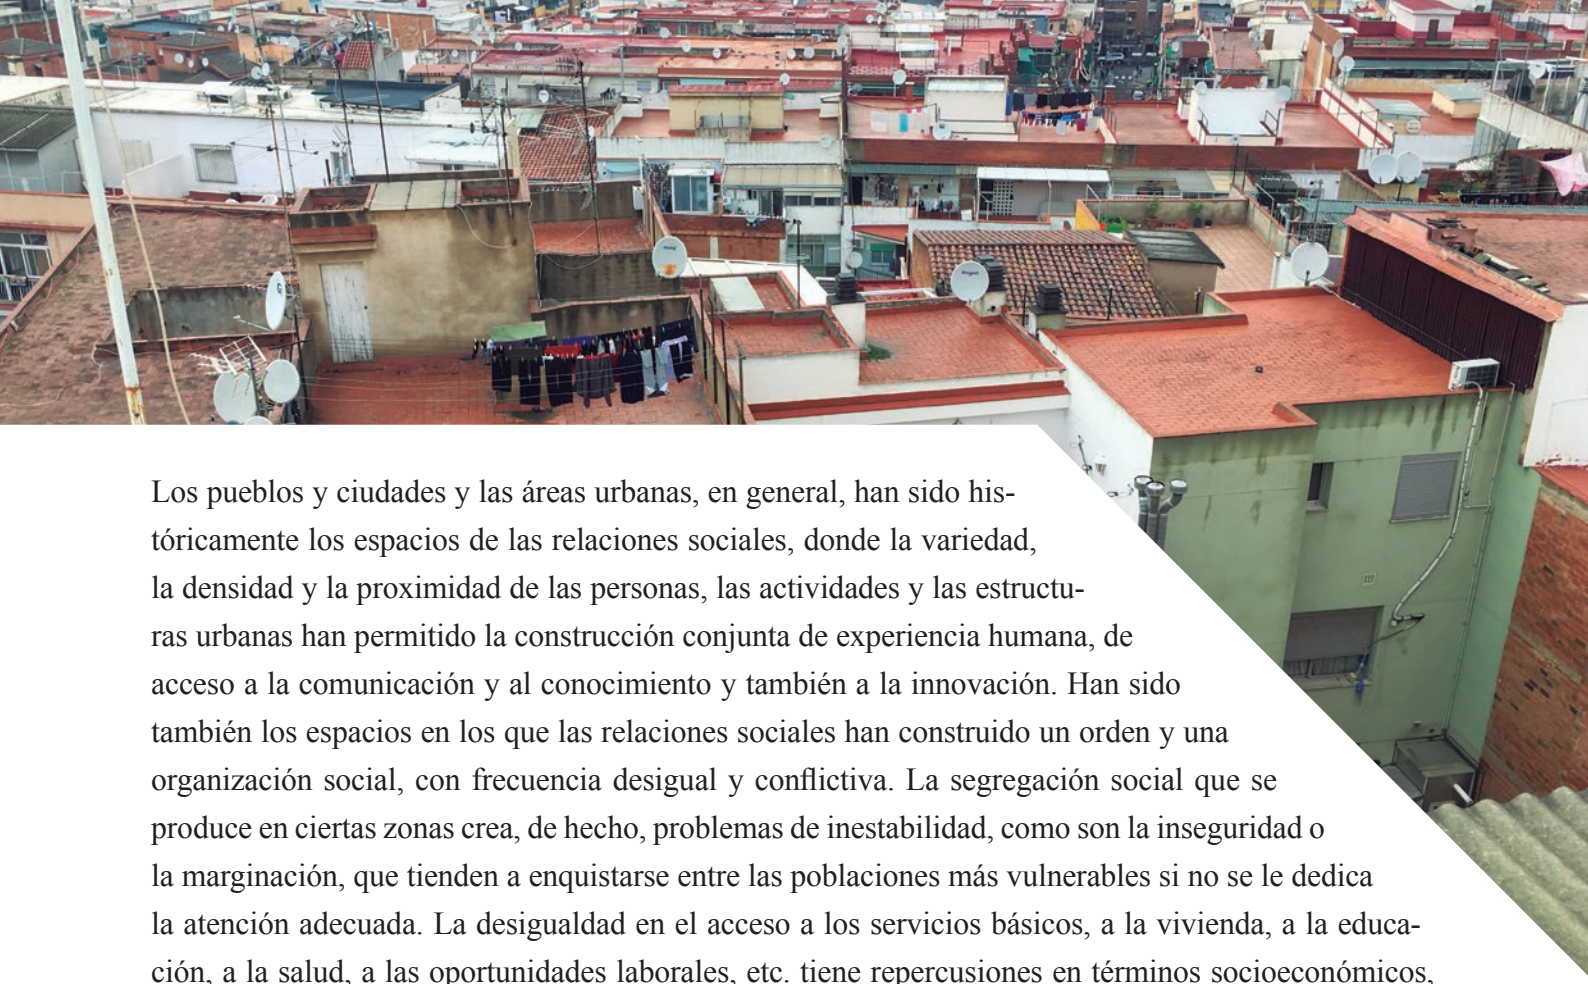 Los pueblos y ciudades y las áreas urbanas, en general, han sido his-
tóricamente los espacios de las relaciones sociales, donde la variedad,
la densidad y la proximidad de las personas, las actividades y las estructu-
ras urbanas han permitido la construcción conjunta de experiencia humana, de
acceso a la comunicación y al conocimiento y también a la innovación. Han sido
también los espacios en los que las relaciones sociales han construido un orden y una
organización social, con frecuencia desigual y conflictiva. La segregación social que se
produce en ciertas zonas crea, de hecho, problemas de inestabilidad, como son la inseguridad o
la marginación, que tienden a enquistarse entre las poblaciones más vulnerables si no se le dedica
la atención adecuada. La desigualdad en el acceso a los servicios básicos, a la vivienda, a la educa-
ción, a la salud, a las oportunidades laborales, etc. tiene repercusiones en términos socioeconómicos,